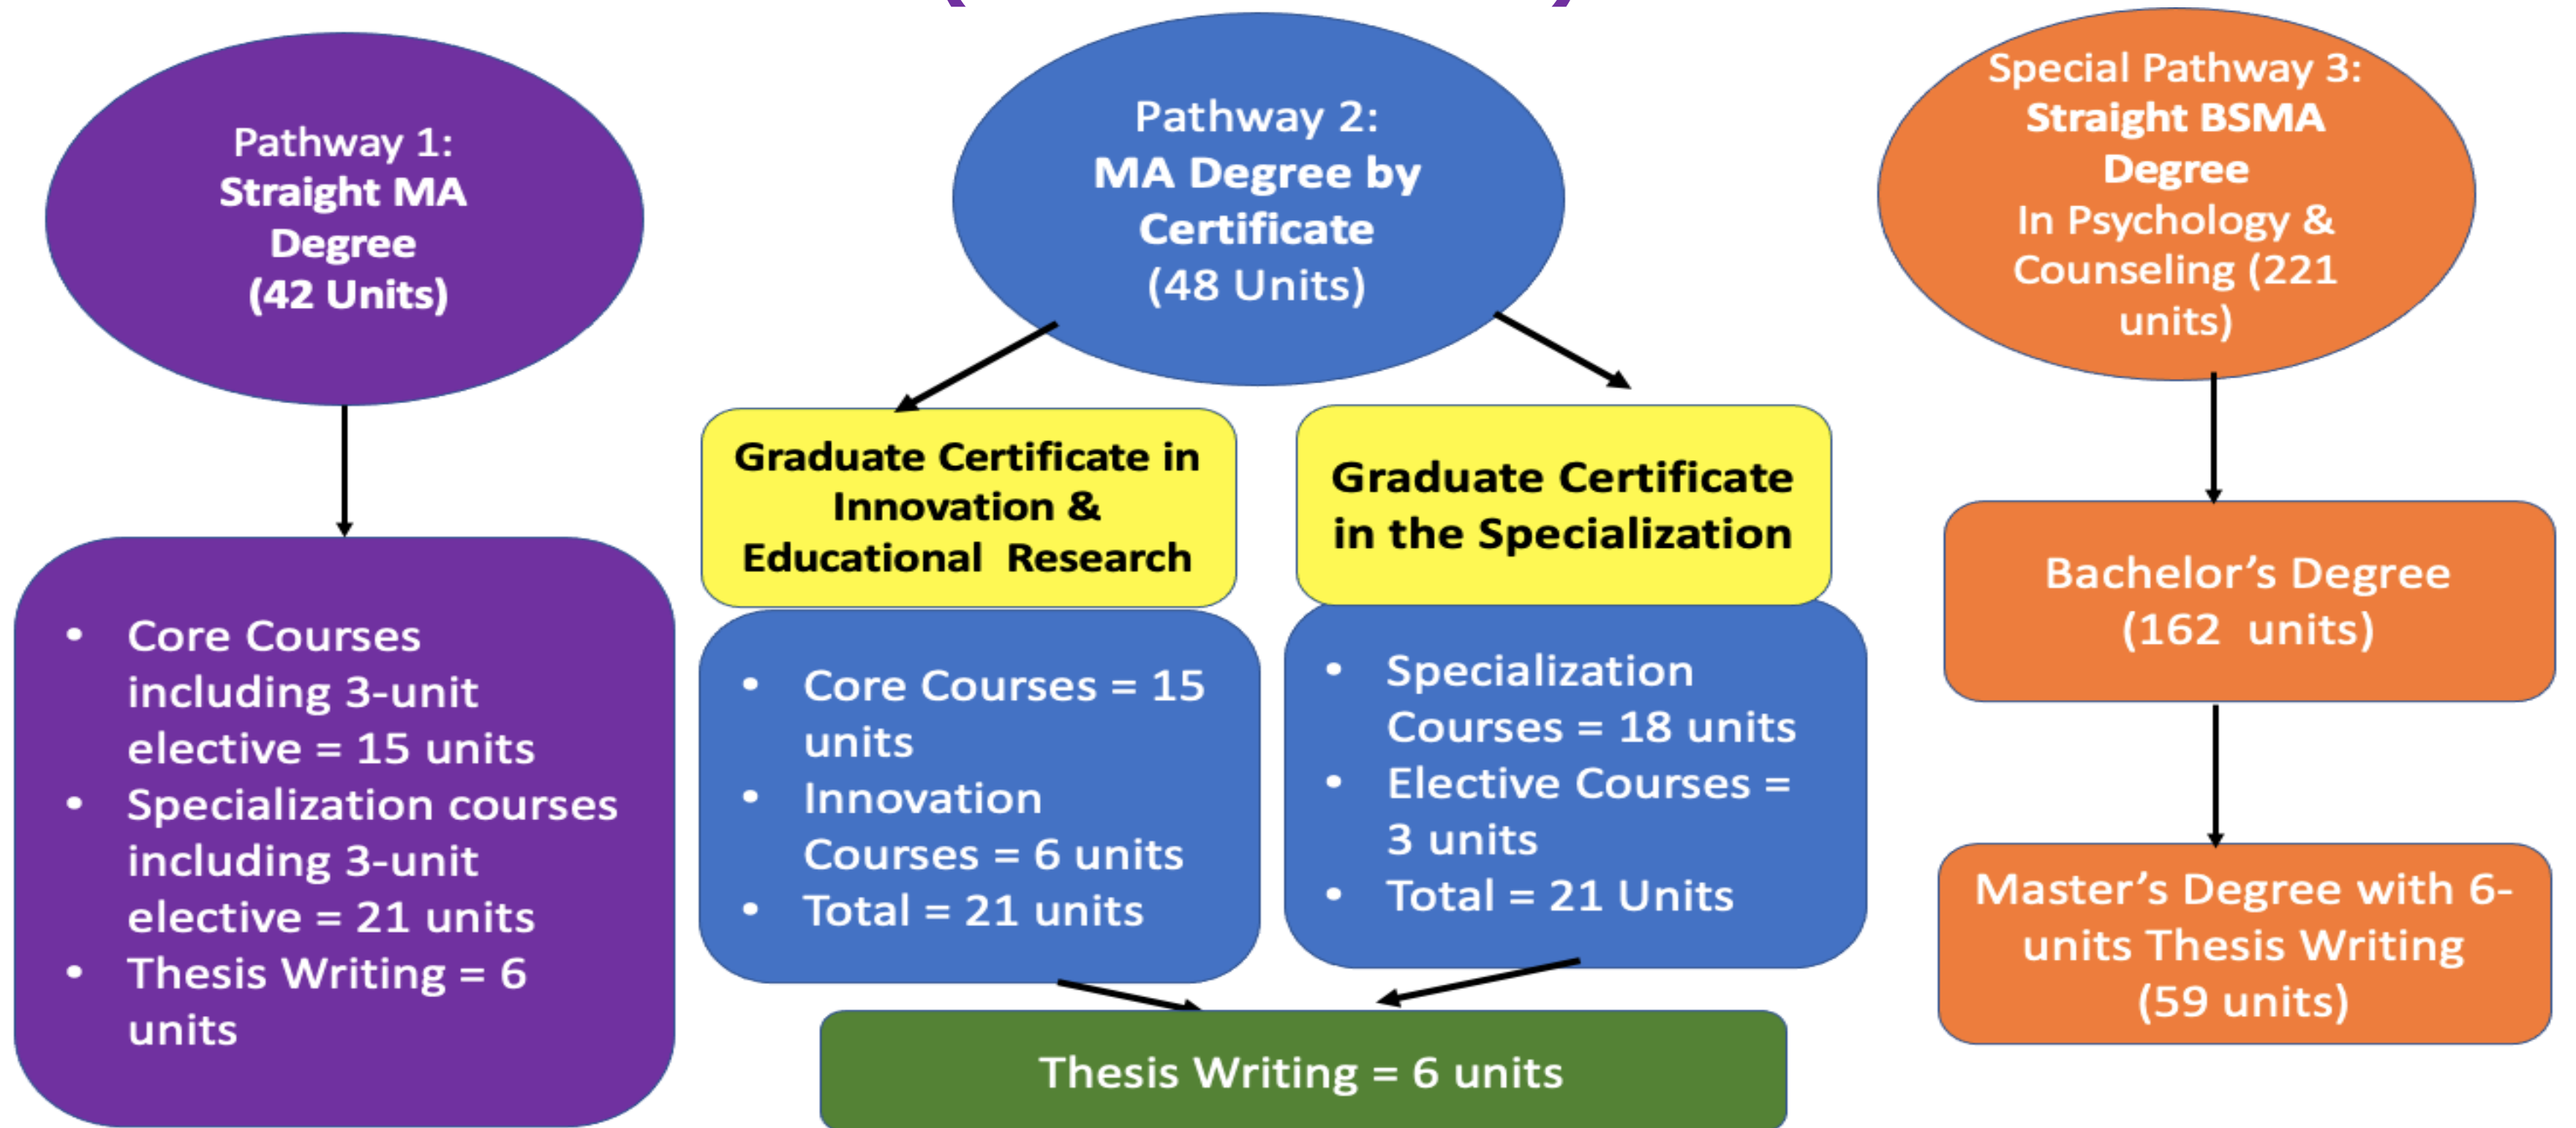 Pathway 1:
Straight MA
Degree
(42 Units)
• Core Courses
including 3-unit
elective = 15 units
• Specialization courses
including 3-unit
elective = 21 units
• Thesis Writing = 6
units
Pathway 2:
MA Degree by
Certificate
(48 Units)
Graduate Certificate in
Innovation &
Educational Research
• Core Courses = 15
units
• Innovation
Courses = 6 units
• Total = 21 units
Graduate Certificate
in the Specialization
• Specialization
Courses = 18 units
• Elective Courses =
3 units
• Total = 21 Units
Thesis Writing = 6 units
Special Pathway 3:
Straight BSMA
Degree
In Psychology &
Counseling (221
units)
Bachelor’s Degree
(162 units)
Master’s Degree with 6-
units Thesis Writing
(59 units)